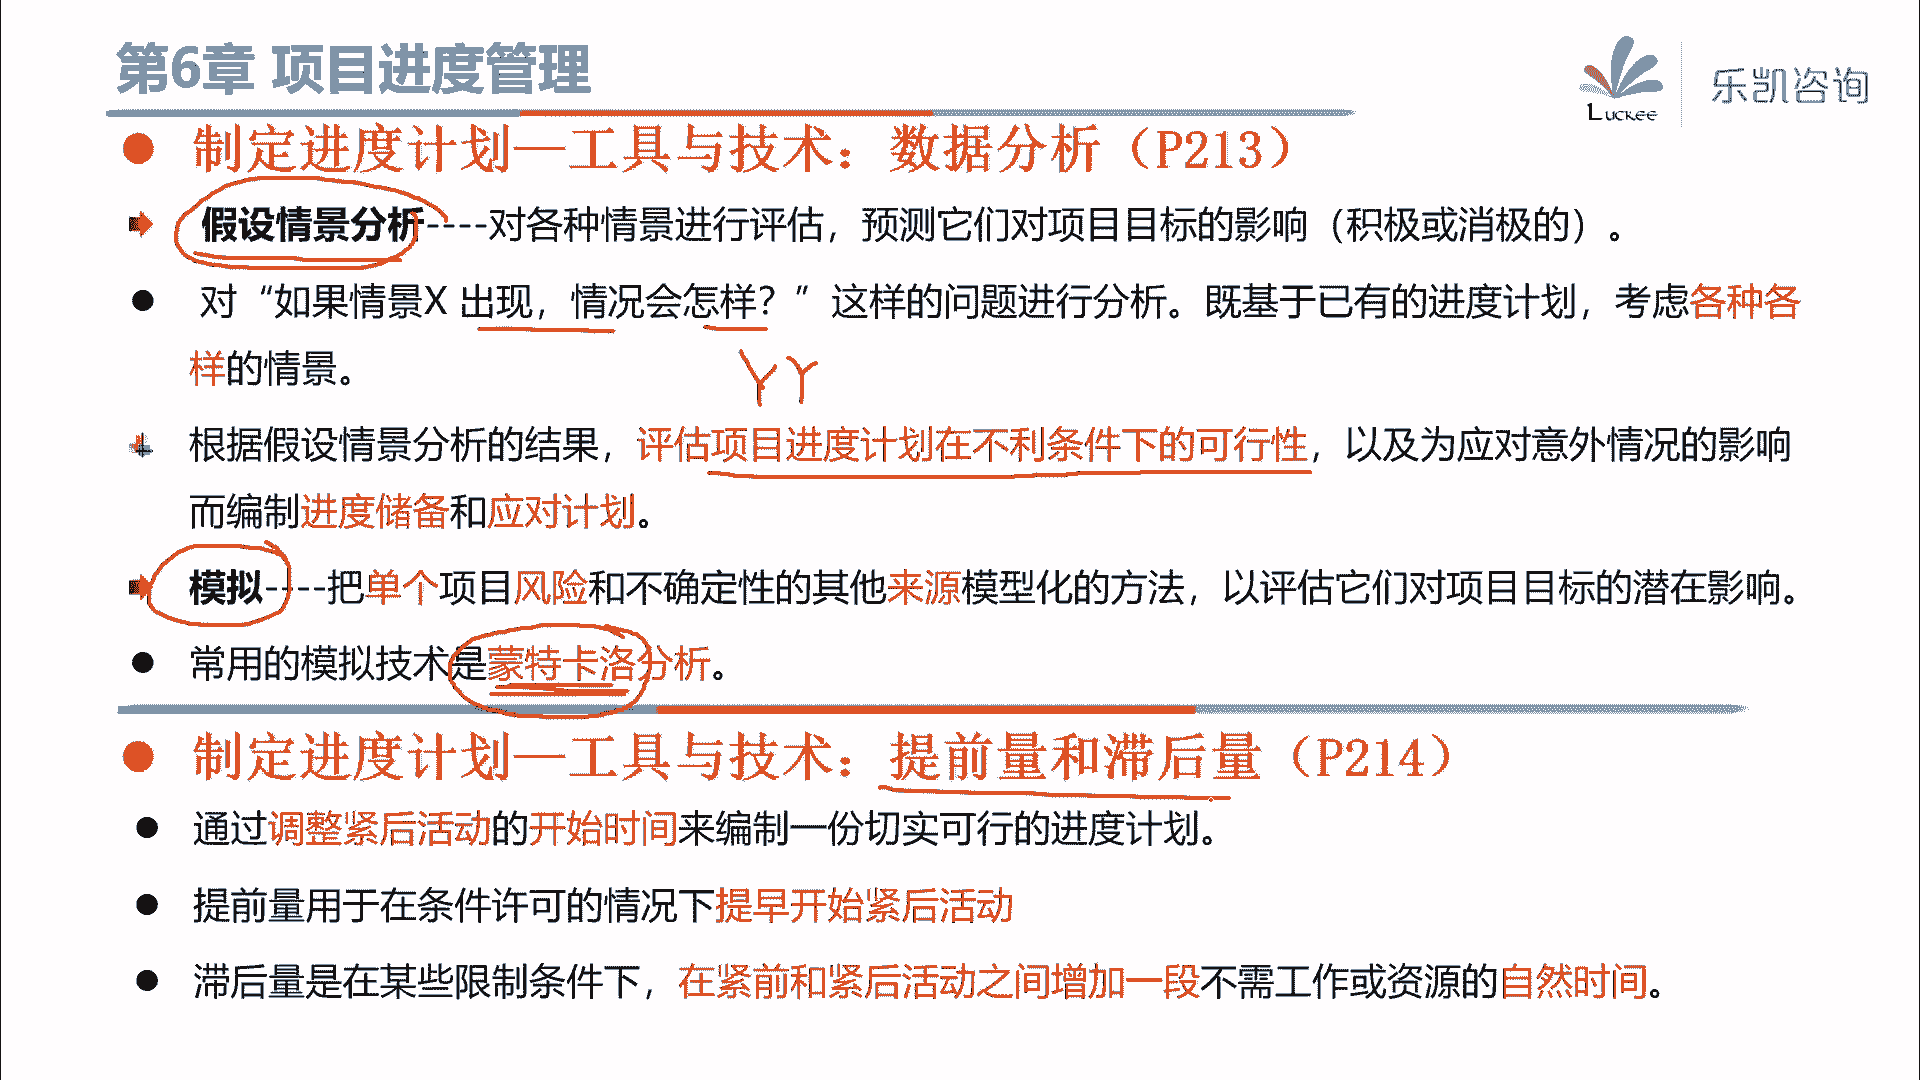 第6章 项目进度管理
LUCKEE
乐凯咨询
制定进度计划—工具与技术：数据分析（P213）
假设情景分析----对各种情景进行评估，预测它们对项目目标的影响（积极或消极的）。
对“如果情景X 出现，情况会怎样？”这样的问题进行分析。既基于已有的进度计划，考虑各种各
样的情景。
YY
根据假设情景分析的结果，评估项目进度计划在不利条件下的可行性，以及为应对意外情况的影响
而编制进度储备和应对计划。
模拟----把单个项目风险和不确定性的其他来源模型化的方法，以评估它们对项目目标的潜在影响。
常用的模拟技术是蒙特卡洛分析。
制定进度计划—工具与技术：提前量和滞后量（P214）
通过调整紧后活动的开始时间来编制一份切实可行的进度计划。
提前量用于在条件许可的情况下提早开始紧后活动
滞后量是在某些限制条件下，在紧前和紧后活动之间增加一段不需工作或资源的自然时间。